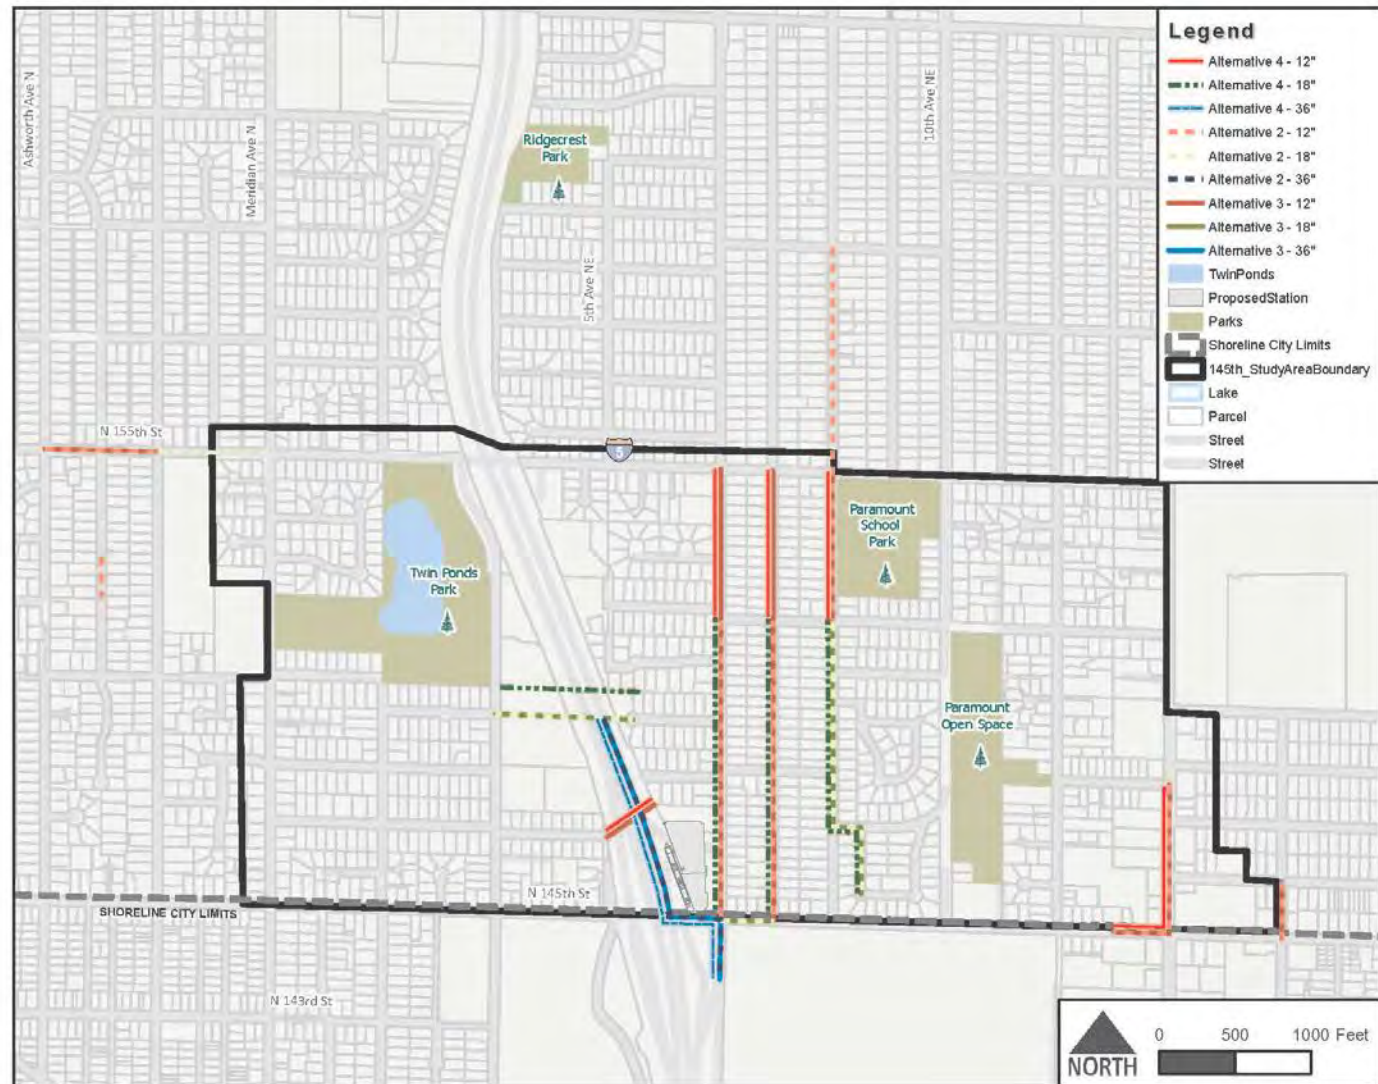 Legend
Alternative 4 - 12"
Alternative 4 - 18"
Alternative 4 - 36"
Alternative 2 - 12"
Alternative 2 - 18"
Alternative 2 - 36"
Alternative 3 - 12"
Alternative 3 - 18"
Alternative 3 - 36"
TwinPonds
ProposedStation
Parks
Shoreline City Limits
145th_StudyAreaBoundary
Lake
Parcel
Street
Street
Ashworth Ave N
Meridian Ave N
Ridgecrest
Park
5th Ave NE
10th Ave NE
N 155th St
5
Twin Ponds
Park
Paramount
School
Park
Paramount
Open Space
N 145th St
SHORELINE CITY LIMITS
N 143rd St
NORTH
0 500 1000 Feet